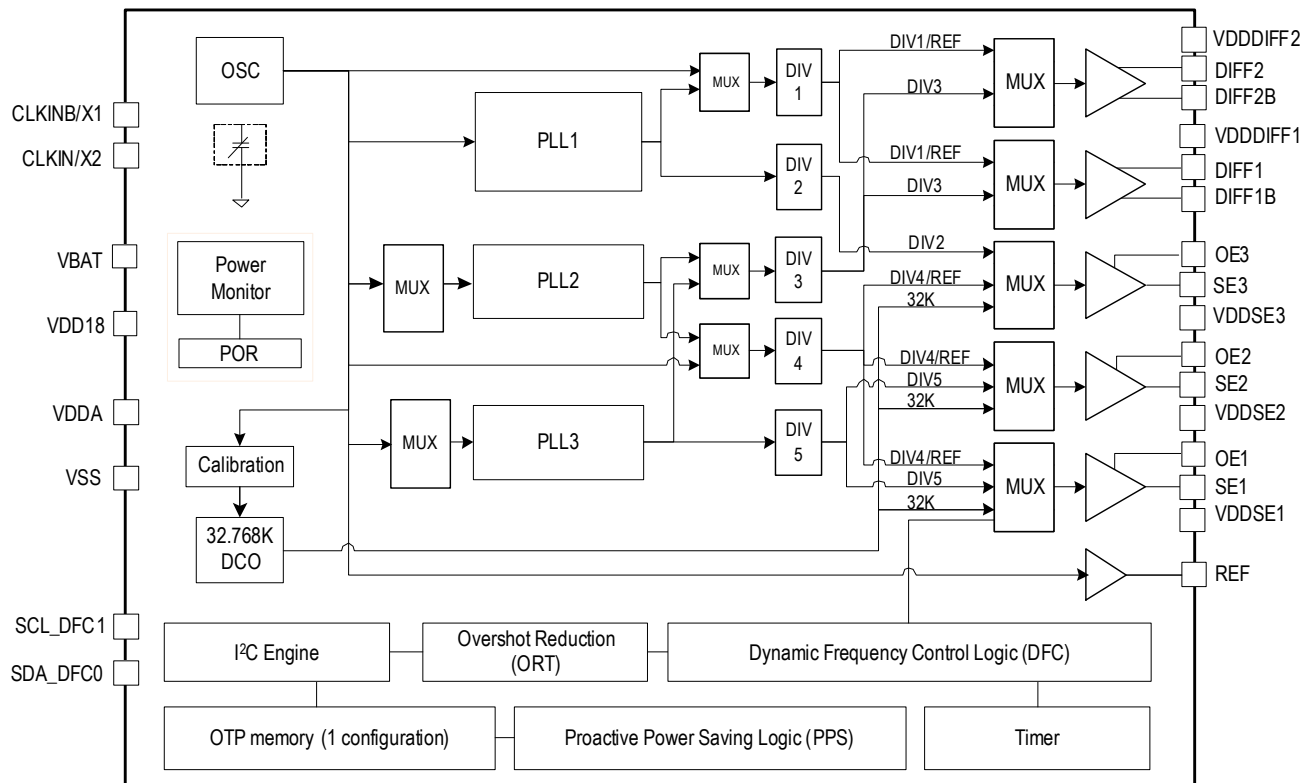 VDDDIFF2
OSC
DIV1/REF
MUX
DIV
1
MUX
DIFF2
DIV3
DIFF2B
CLKINB/X1
VDDDIFF1
PLL1
CLKIN/X2
DIV1/REF
DIV
2
MUX
DIFF1
DIV3
DIFF1B
VBAT
Power
Monitor
MUX
PLL2
MUX
DIV
3
DIV2
DIV4/REF
32K
MUX
OE3
SE3
VDDSE3
VDD18
POR
MUX
DIV
4
DIV4/REF
DIV5
32K
MUX
OE2
SE2
VDDSE2
VDDA
MUX
PLL3
DIV
5
VSS
Calibration
DIV4/REF
DIV5
32K
MUX
OE1
SE1
VDDSE1
32.768K
DCO
REF
SCL_DFC1
SDA_DFC0
I²C Engine
Overshot Reduction
(ORT)
Dynamic Frequency Control Logic (DFC)
OTP memory (1 configuration)
Proactive Power Saving Logic (PPS)
Timer